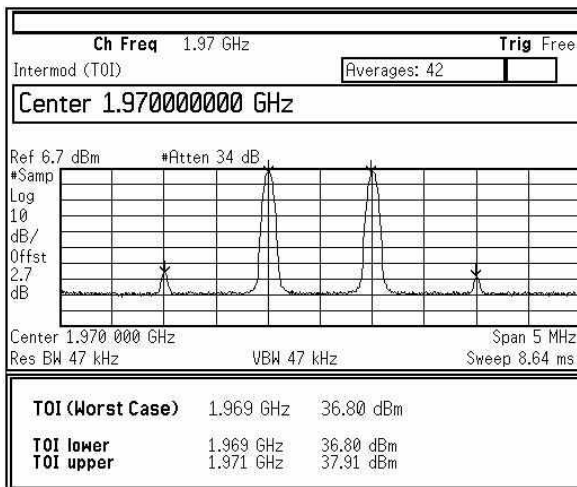 Ch Freq 1.97 GHz Trig Free
Intermod (TOI) Averages: 42
Center 1.970000000 GHz
Ref 6.7 dBm #Atten 34 dB
#Samp
Log
10
dB/
Offst
2.7
dB
Center 1.970 000 GHz Span 5 MHz
Res BW 47 kHz VBW 47 kHz Sweep 8.64 ms
TOI (Worst Case) 1.969 GHz 36.80 dBm
TOI lower 1.969 GHz 36.80 dBm
TOI upper 1.971 GHz 37.91 dBm